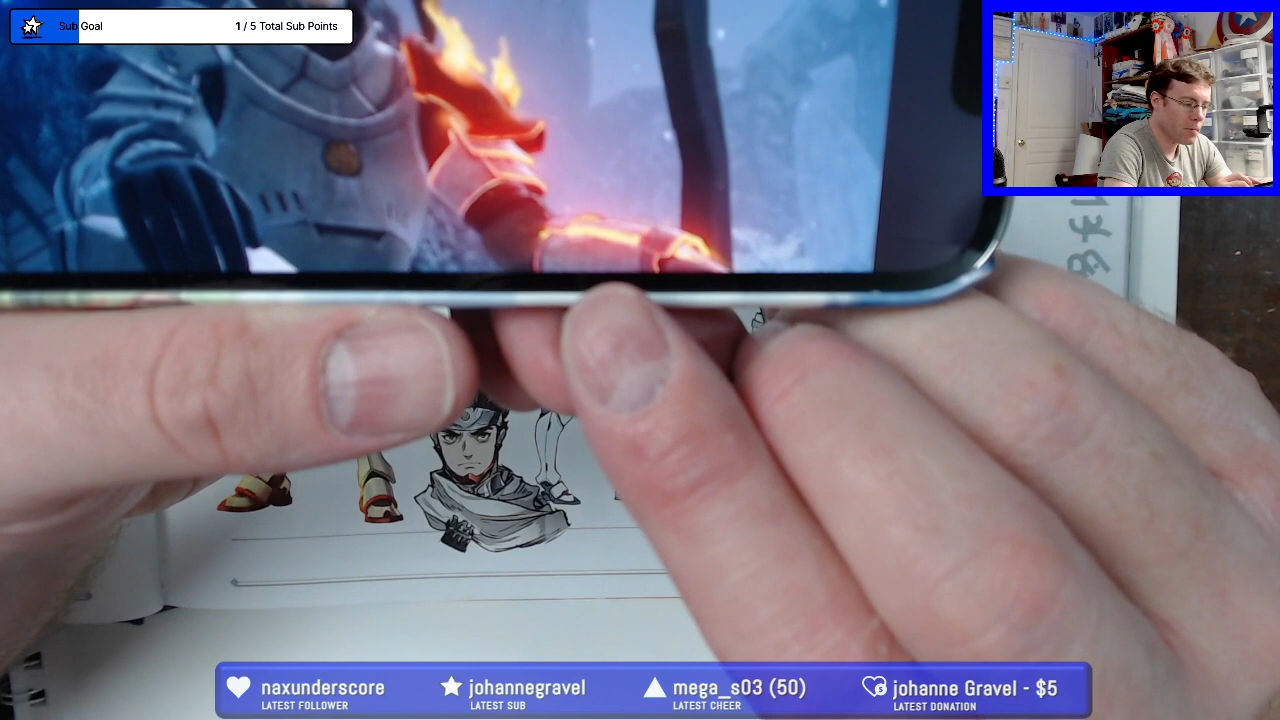 Sub Goal
1 / 5 Total Sub Points
naxunderscore
LATEST FOLLOWER
johannegravel
LATEST SUB
mega_s03 (50)
LATEST CHEER
johanne Gravel - $5
LATEST DONATION